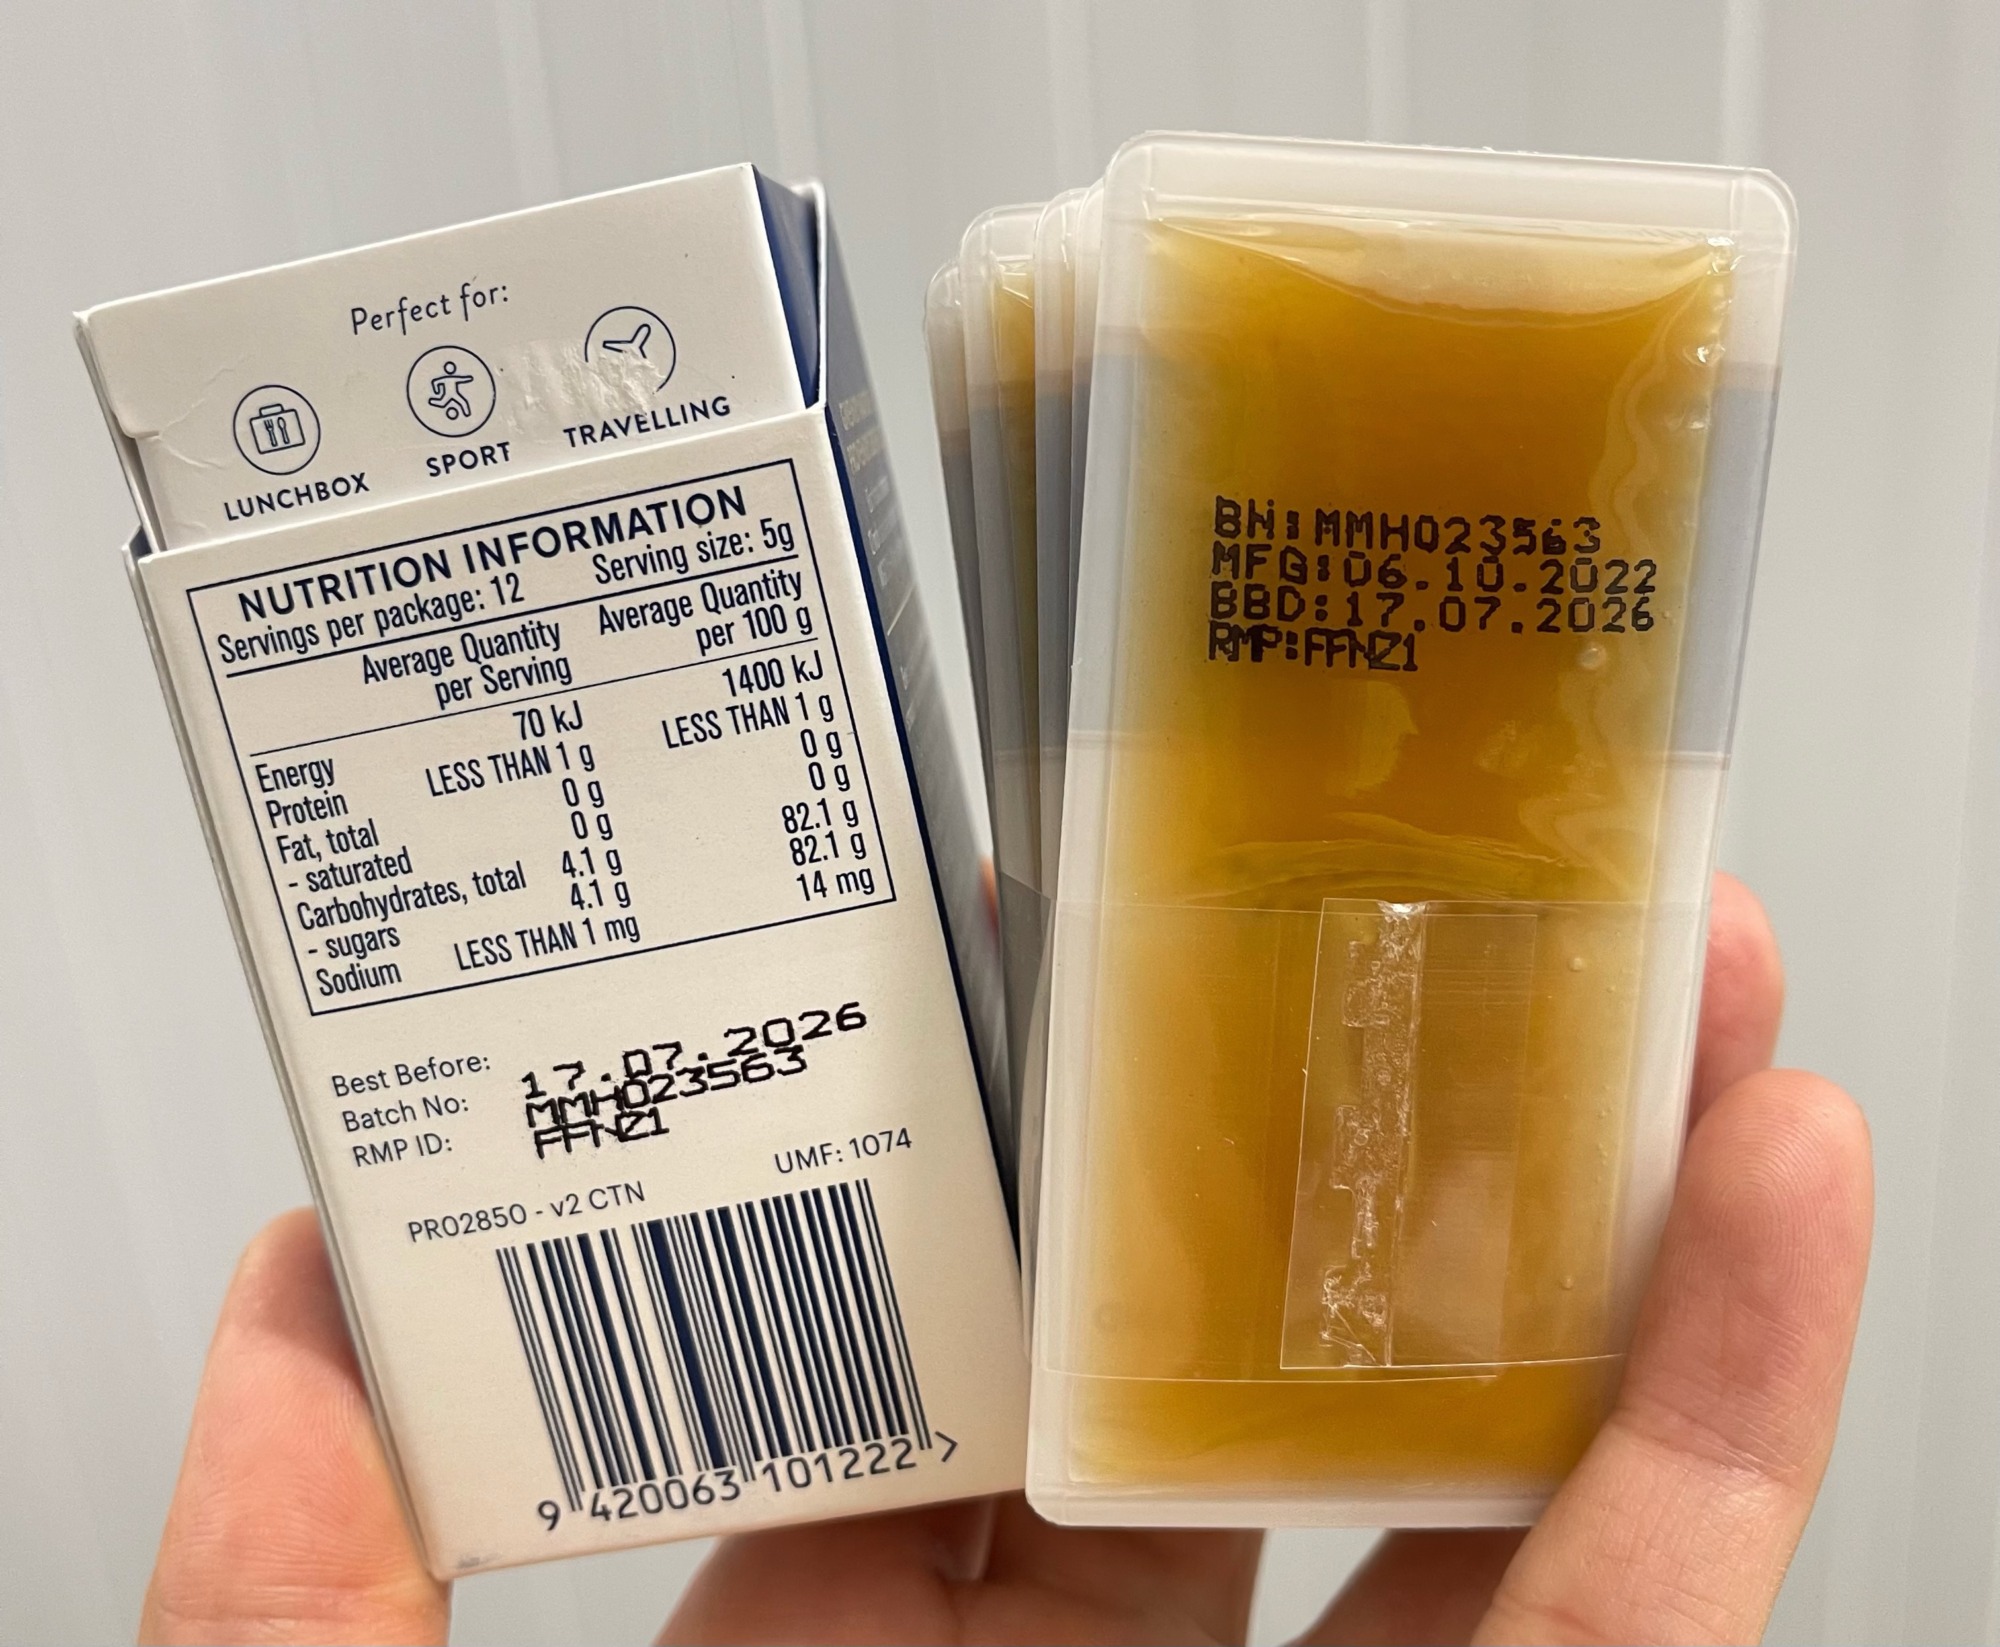 Perfect for:
LUNCHBOX
SPORT
TRAVELLING
NUTRITION INFORMATION
Servings per package: 12 Serving size: 5g
Average Quantity per Serving Average Quantity per 100 g
Energy 70 kJ 1400 kJ
Protein LESS THAN 1 g LESS THAN 1 g
Fat, total 0 g 0 g
- saturated 0 g 0 g
Carbohydrates, total 4.1 g 82.1 g
- sugars 4.1 g 82.1 g
Sodium LESS THAN 1 mg 14 mg
Best Before: 17.07.2026
Batch No: MMH023563
RMP ID: FFNZ1
PRO2850 - v2 CTN UMF: 1074
9 420063 101222 >
BN:MMH023563
MFG:06.10.2022
BBD:17.07.2026
RMP:FFNZ1